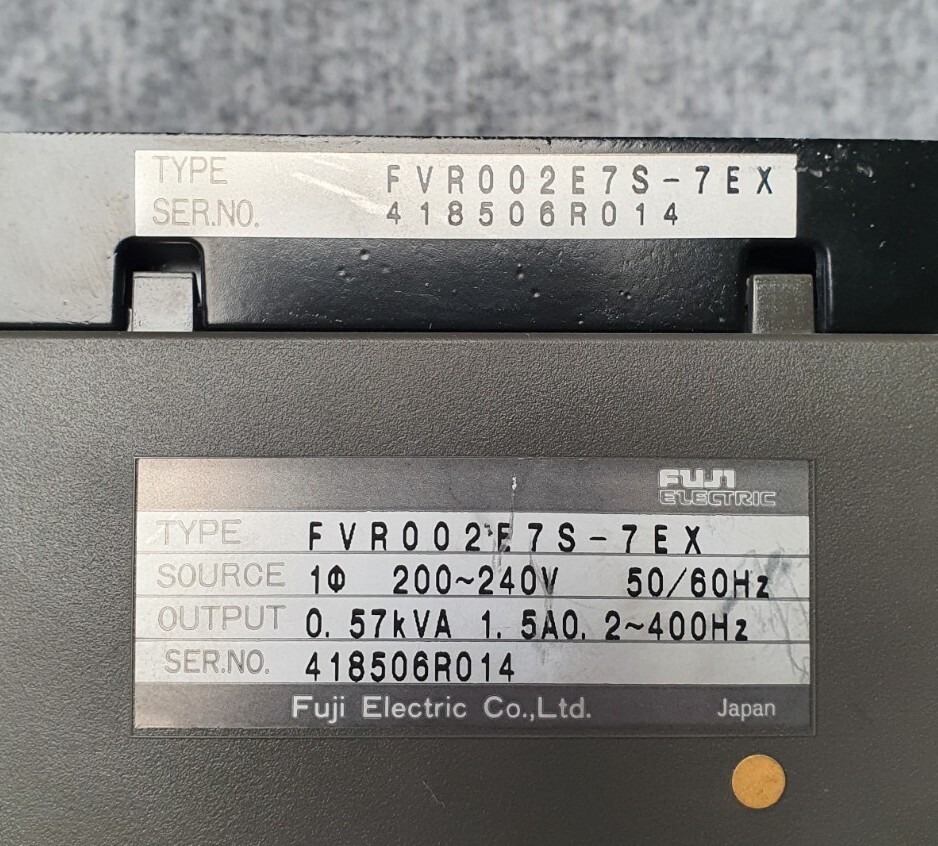 TYPE FVR002E7S-7EX
SER.NO. 418506R014
FUJI
ELECTRIC
TYPE FVR002E7S-7EX
SOURCE 1Φ 200~240V 50/60Hz
OUTPUT 0.57kVA 1.5A0.2~400Hz
SER.NO. 418506R014
Fuji Electric Co.,Ltd. Japan